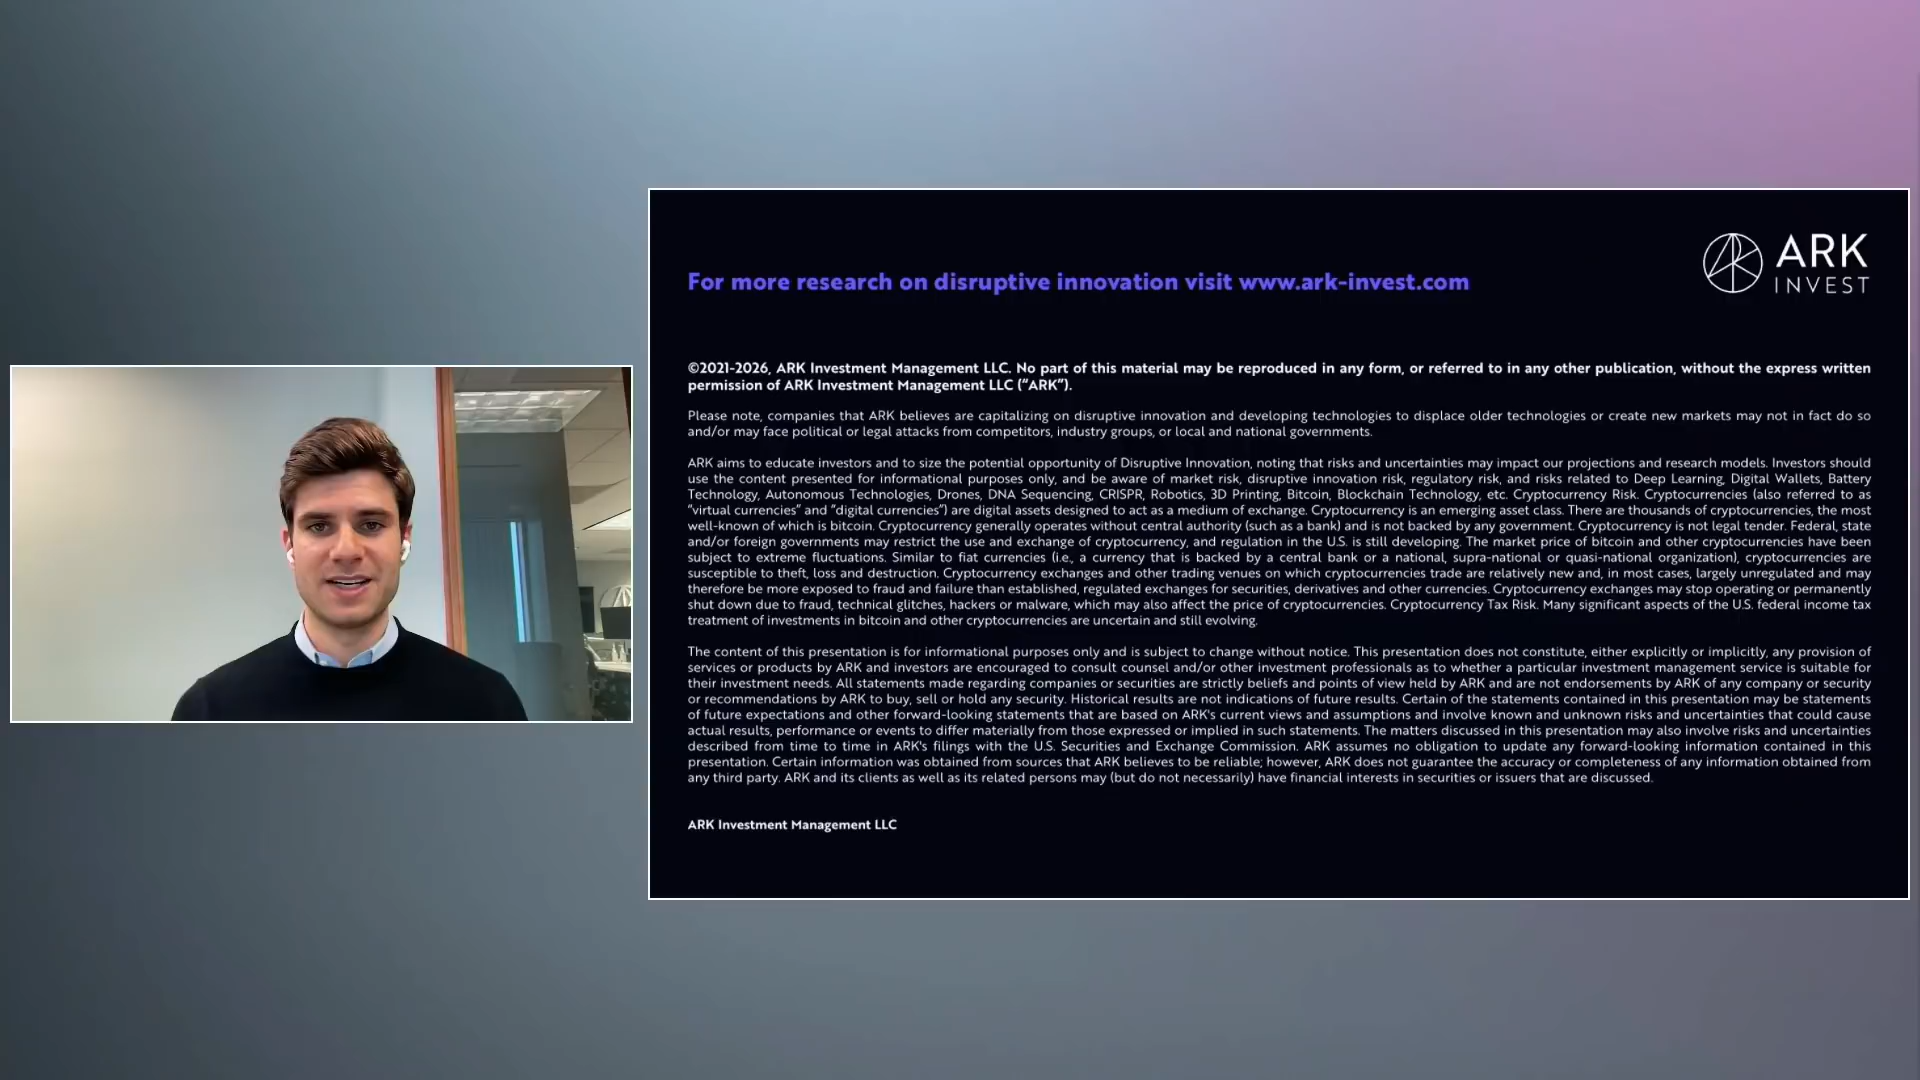 ARK
INVEST
For more research on disruptive innovation visit www.ark-invest.com
©2021-2026, ARK Investment Management LLC. No part of this material may be reproduced in any form, or referred to in any other publication, without the express written
permission of ARK Investment Management LLC (“ARK”).
Please note, companies that ARK believes are capitalizing on disruptive innovation and developing technologies to displace older technologies or create new markets may not in fact do so
and/or may face political or legal attacks from competitors, industry groups, or local and national governments.
ARK aims to educate investors and to size the potential opportunity of Disruptive Innovation, noting that risks and uncertainties may impact our projections and research models. Investors should
use the content presented for informational purposes only, and be aware of market risk, disruptive innovation risk, regulatory risk, and risks related to Deep Learning, Digital Wallets, Battery
Technology, Autonomous Technologies, Drones, DNA Sequencing, CRISPR, Robotics, 3D Printing, Bitcoin, Blockchain Technology, etc. Cryptocurrency Risk. Cryptocurrencies (also referred to as
“virtual currencies” and “digital currencies”) are digital assets designed to act as a medium of exchange. Cryptocurrency is an emerging asset class. There are thousands of cryptocurrencies, the most
well-known of which is bitcoin. Cryptocurrency generally operates without central authority (such as a bank) and is not backed by any government. Cryptocurrency is not legal tender. Federal, state
and/or foreign governments may restrict the use and exchange of cryptocurrency, and regulation in the U.S. is still developing. The market price of bitcoin and other cryptocurrencies have been
subject to extreme fluctuations. Similar to fiat currencies (i.e., a currency that is backed by a central bank or a national, supra-national or quasi-national organization), cryptocurrencies are
susceptible to theft, loss and destruction. Cryptocurrency exchanges and other trading venues on which cryptocurrencies trade are relatively new and, in most cases, largely unregulated and may
therefore be more exposed to fraud and failure than established, regulated exchanges for securities, derivatives and other currencies. Cryptocurrency exchanges may stop operating or permanently
shut down due to fraud, technical glitches, hackers or malware, which may also affect the price of cryptocurrencies. Cryptocurrency Tax Risk. Many significant aspects of the U.S. federal income tax
treatment of investments in bitcoin and other cryptocurrencies are uncertain and still evolving.
The content of this presentation is for informational purposes only and is subject to change without notice. This presentation does not constitute, either explicitly or implicitly, any provision of
services or products by ARK and investors are encouraged to consult counsel and/or other investment professionals as to whether a particular investment management service is suitable for
their investment needs. All statements made regarding companies or securities are strictly beliefs and points of view held by ARK and are not endorsements by ARK of any company or security
or recommendations by ARK to buy, sell or hold any security. Historical results are not indications of future results. Certain of the statements contained in this presentation may be statements
of future expectations and other forward-looking statements that are based on ARK's current views and assumptions and involve known and unknown risks and uncertainties that could cause
actual results, performance or events to differ materially from those expressed or implied in such statements. The matters discussed in this presentation may also involve risks and uncertainties
described from time to time in ARK's filings with the U.S. Securities and Exchange Commission. ARK assumes no obligation to update any forward-looking information contained in this
presentation. Certain information was obtained from sources that ARK believes to be reliable; however, ARK does not guarantee the accuracy or completeness of any information obtained from
any third party. ARK and its clients as well as its related persons may (but do not necessarily) have financial interests in securities or issuers that are discussed.
ARK Investment Management LLC